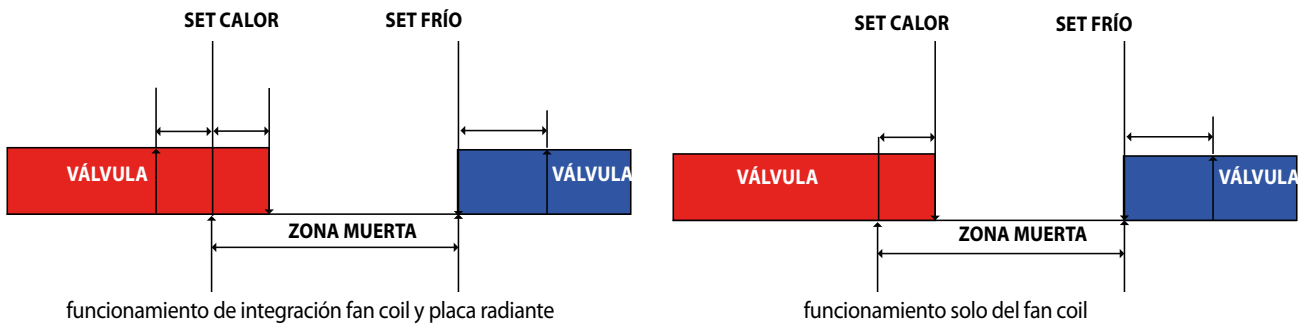 SET CALOR
SET FRÍO
VÁLVULA
VÁLVULA
ZONA MUERTA
funcionamiento de integración fan coil y placa radiante
SET CALOR
SET FRÍO
VÁLVULA
VÁLVULA
ZONA MUERTA
funcionamiento solo del fan coil